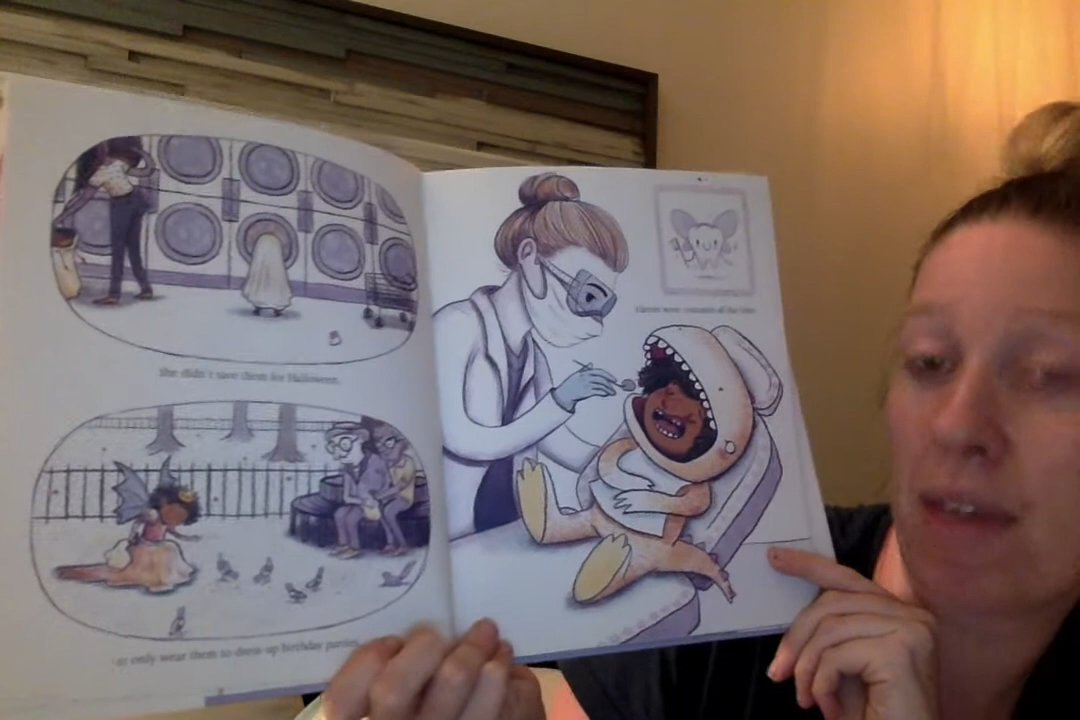 She didn't save them for Halloween.
or only wear them to dress-up birthday parties.
wore costumes all the time.